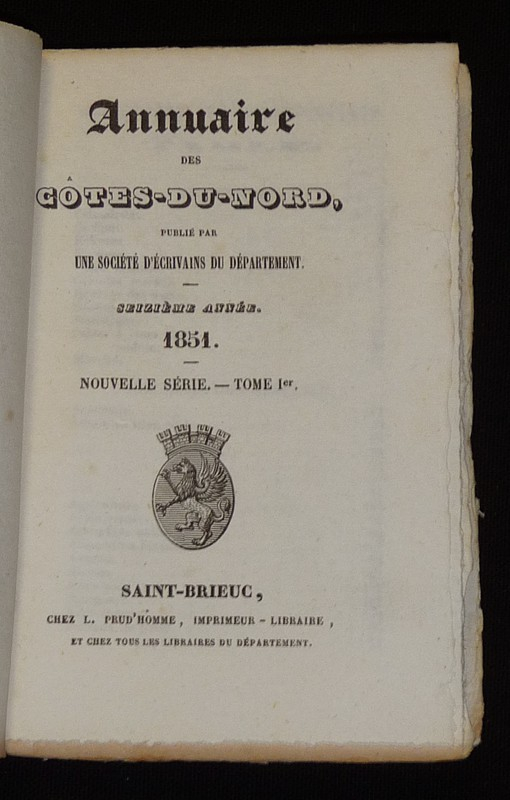 Annuaire
DES
CÔTES-DU-NORD,
PUBLIÉ PAR
UNE SOCIÉTÉ D'ÉCRIVAINS DU DÉPARTEMENT.
SEIZIÈME ANNÉE.
1851.
NOUVELLE SÉRIE. — TOME Ier.
SAINT-BRIEUC,
CHEZ L. PRUD'HOMME, IMPRIMEUR-LIBRAIRE,
ET CHEZ TOUS LES LIBRAIRES DU DÉPARTEMENT.